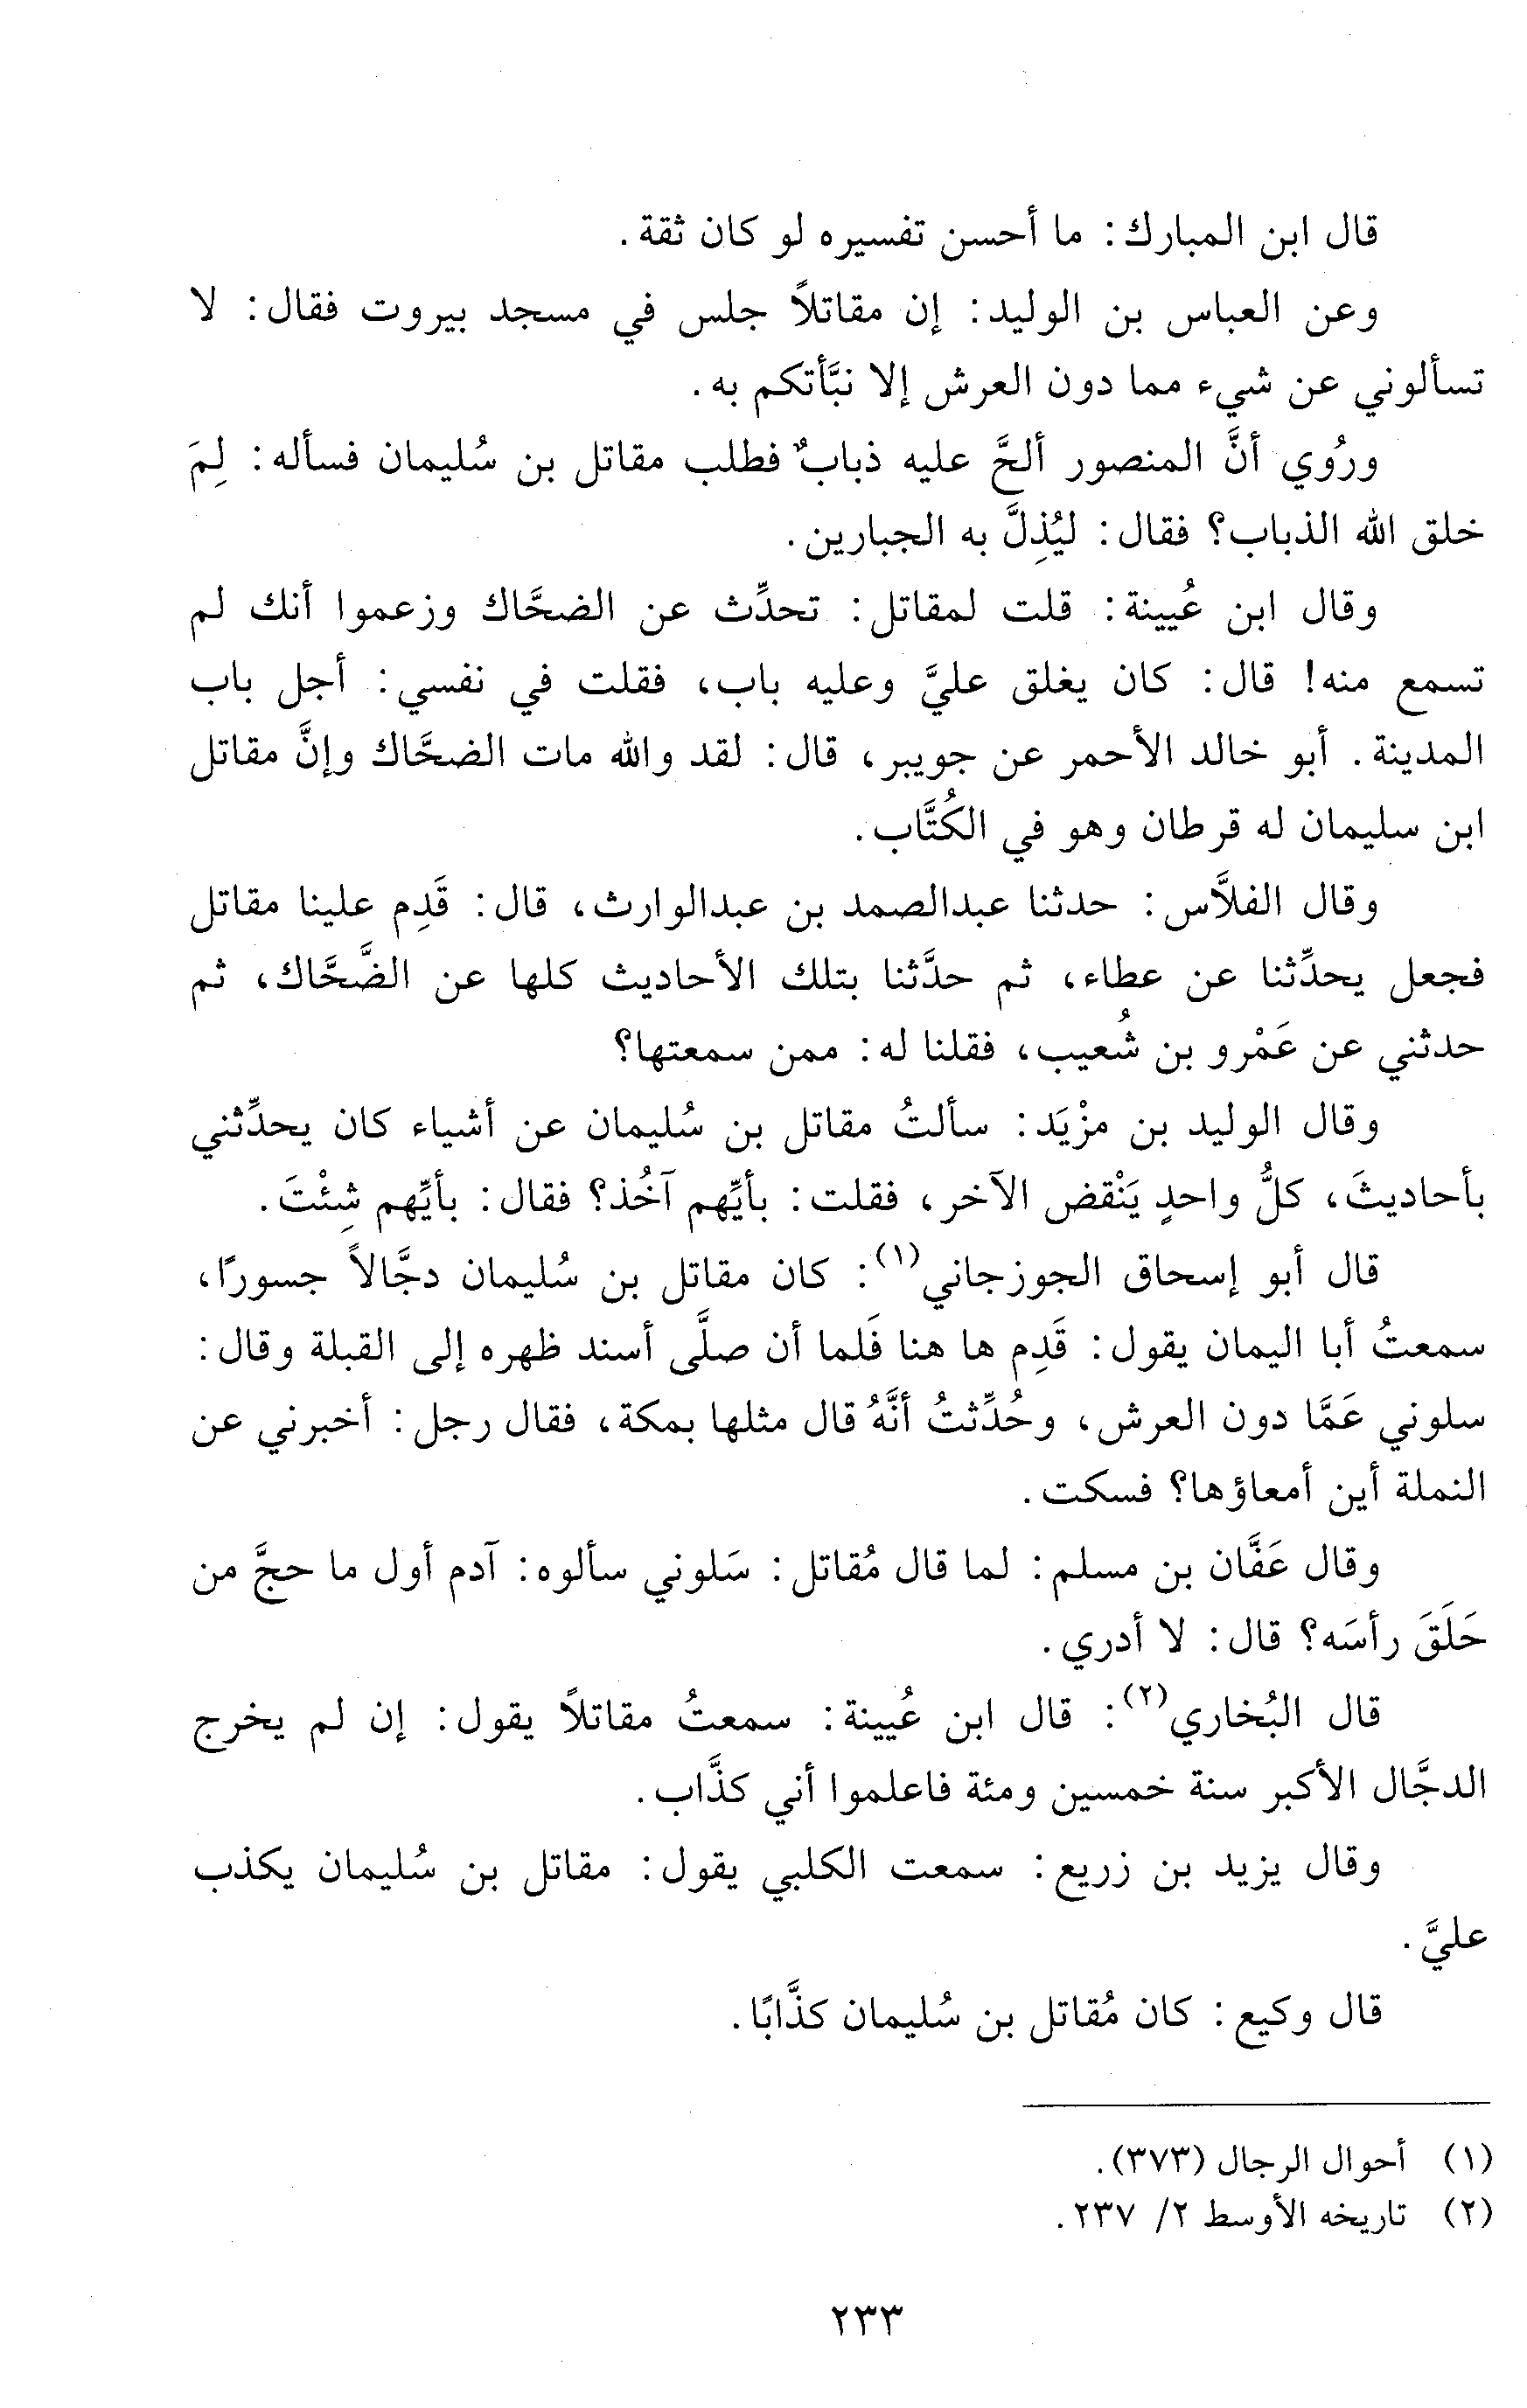 قال ابن المبارك: ما أحسن تفسيره لو كان ثقة.
وعن العباس بن الوليد: إن مقاتلاً جلس في مسجد بيروت فقال: لا
تسألوني عن شيء مما دون العرش إلا نبَّأتكم به.
ورُوي أنَّ المنصور ألحَّ عليه ذبابٌ فطلب مقاتل بن سُليمان فسأله: لِمَ
خلق الله الذباب؟ فقال: ليُذِلَّ به الجبارين.
وقال ابن عُيينة: قلت لمقاتل: تحدِّث عن الضحَّاك وزعموا أنك لم
تسمع منه! قال: كان يغلق عليَّ وعليه باب، فقلت في نفسي: أجل باب
المدينة. أبو خالد الأحمر عن جويبر، قال: لقد والله مات الضحَّاك وإنَّ مقاتل
ابن سليمان له قرطان وهو في الكُتَّاب.
وقال الفلاَّس: حدثنا عبدالصمد بن عبدالوارث، قال: قَدِم علينا مقاتل
فجعل يحدِّثنا عن عطاء، ثم حدَّثنا بتلك الأحاديث كلها عن الضَّحَّاك، ثم
حدثني عن عَمْرو بن شُعيب، فقلنا له: ممن سمعتها؟
وقال الوليد بن مزْيَد: سألتُ مقاتل بن سُليمان عن أشياء كان يحدِّثني
بأحاديثَ، كلُّ واحدٍ يَنْقض الآخر، فقلت: بأيِّهم آخُذ؟ فقال: بأيِّهم شِئْتَ.
قال أبو إسحاق الجوزجاني(١): كان مقاتل بن سُليمان دجَّالاً جسورًا،
سمعتُ أبا اليمان يقول: قَدِم ها هنا فَلما أن صلَّى أسند ظهره إلى القبلة وقال:
سلوني عَمَّا دون العرش، وحُدِّثتُ أنَّهُ قال مثلها بمكة، فقال رجل: أخبرني عن
النملة أين أمعاؤها؟ فسكت.
وقال عَفَّان بن مسلم: لما قال مُقاتل: سَلوني سألوه: آدم أول ما حجَّ من
حَلَقَ رأسَه؟ قال: لا أدري.
قال البُخاري(٢): قال ابن عُيينة: سمعتُ مقاتلاً يقول: إن لم يخرج
الدجَّال الأكبر سنة خمسين ومئة فاعلموا أني كذَّاب.
وقال يزيد بن زريع: سمعت الكلبي يقول: مقاتل بن سُليمان يكذب
عليَّ.
قال وكيع: كان مُقاتل بن سُليمان كذَّابًا.
(١) أحوال الرجال (٣٧٣).
(٢) تاريخه الأوسط ٢/ ٢٣٧.
٢٣٣